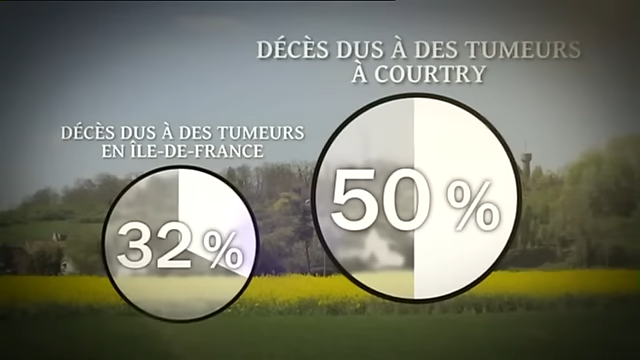 DÉCÈS DUS À DES TUMEURS
À COURTRY
50 %
DÉCÈS DUS À DES TUMEURS
EN ÎLE-DE-FRANCE
32 %